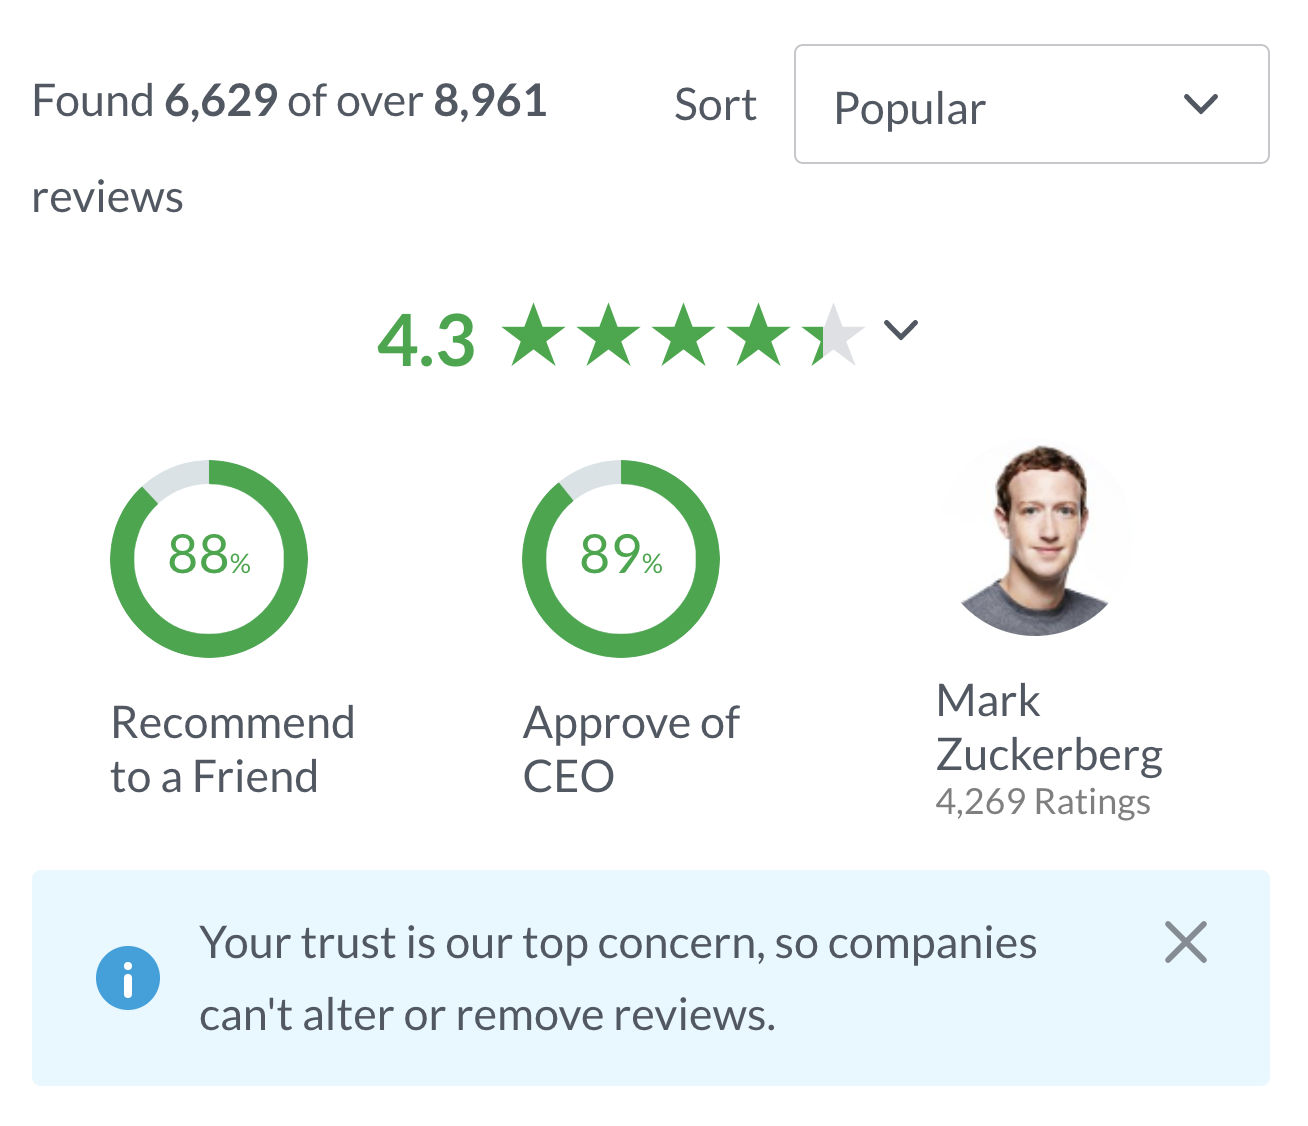 Found 6,629 of over 8,961
reviews
Sort
Popular
4.3
88%
Recommend
to a Friend
89%
Approve of
CEO
Mark
Zuckerberg
4,269 Ratings
Your trust is our top concern, so companies
can't alter or remove reviews.